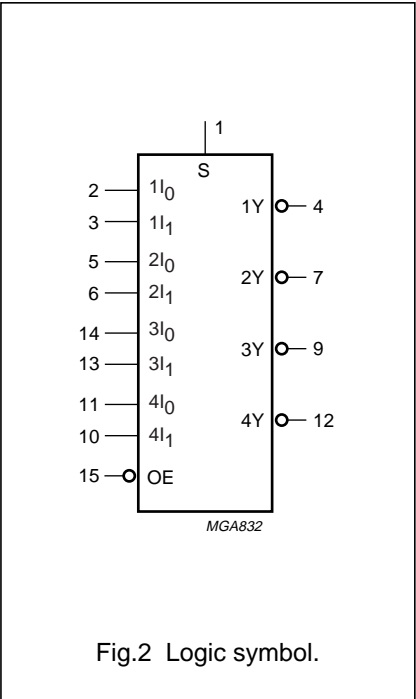 1
S
2 1I0 1Y 4
3 1I1
5 2I0 2Y 7
6 2I1
14 3I0 3Y 9
13 3I1
11 4I0 4Y 12
10 4I1
15 OE
MGA832
Fig.2 Logic symbol.